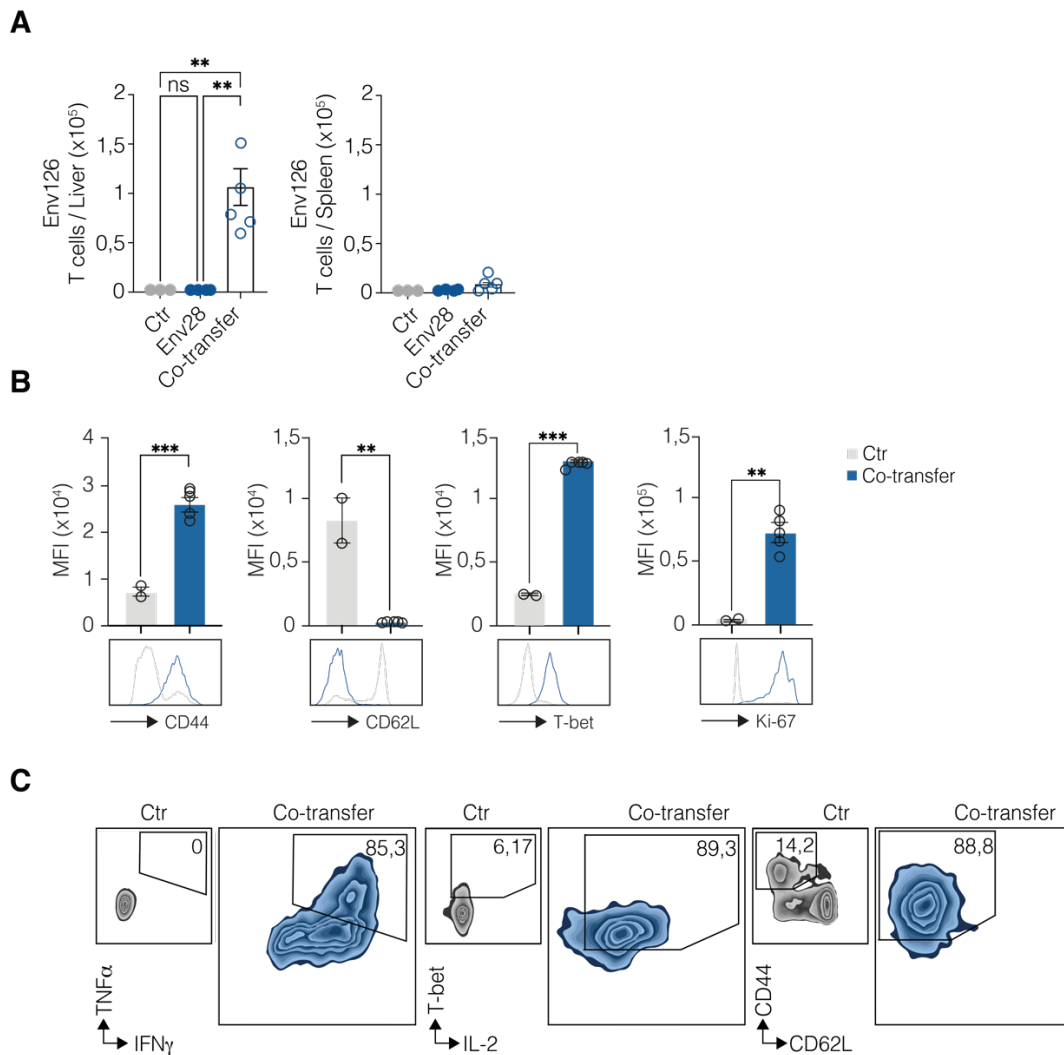 A
** 
ns **
2
1,5
1
0,5
0
Env126
T cells / Liver (x10⁵)
Ctr
Env28
Co-transfer
2
1,5
1
0,5
0
Env126
T cells / Spleen (x10⁵)
Ctr
Env28
Co-transfer
B
***
4
3
2
1
0
MFI (x10⁴)
CD44
**
1,5
1
0,5
0
MFI (x10⁴)
CD62L
***
1,5
1
0,5
0
MFI (x10⁴)
T-bet
**
1,5
1
0,5
0
MFI (x10⁵)
Ki-67
Ctr
Co-transfer
C
Ctr
0
Co-transfer
85,3
TNFα
IFNγ
Ctr
6,17
Co-transfer
89,3
T-bet
IL-2
Ctr
14,2
Co-transfer
88,8
CD44
CD62L